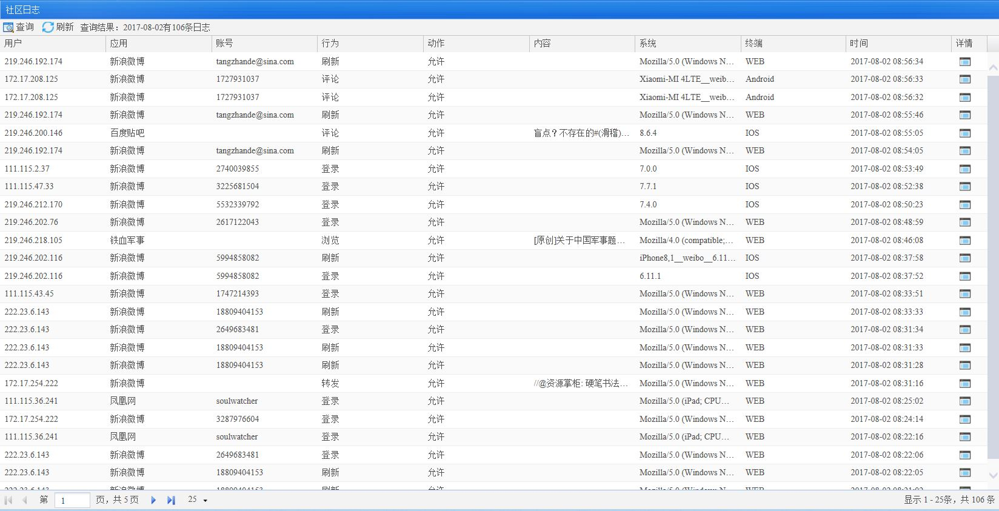 社区日志
查询 刷新 查询结果：2017-08-02有106条日志
用户 应用 账号 行为 动作 内容 系统 终端 时间 详情
219.246.192.174 新浪微博 tangzhande@sina.com 刷新 允许 Mozilla/5.0 (Windows N... WEB 2017-08-02 08:56:34
172.17.208.125 新浪微博 1727931037 评论 允许 Xiaomi-MI 4LTE__weib... Android 2017-08-02 08:56:33
172.17.208.125 新浪微博 1727931037 评论 允许 Xiaomi-MI 4LTE__weib... Android 2017-08-02 08:56:32
219.246.192.174 新浪微博 tangzhande@sina.com 刷新 允许 Mozilla/5.0 (Windows N... WEB 2017-08-02 08:55:46
219.246.200.146 百度贴吧 评论 允许 盲点？不存在的#(滑稽)... 8.6.4 IOS 2017-08-02 08:55:05
219.246.192.174 新浪微博 tangzhande@sina.com 刷新 允许 Mozilla/5.0 (Windows N... WEB 2017-08-02 08:54:05
111.115.2.37 新浪微博 2740039855 登录 允许 7.0.0 IOS 2017-08-02 08:53:49
111.115.47.33 新浪微博 3225681504 登录 允许 7.7.1 IOS 2017-08-02 08:52:38
219.246.212.170 新浪微博 5532339792 登录 允许 7.4.0 IOS 2017-08-02 08:50:23
219.246.202.76 新浪微博 2617122043 登录 允许 Mozilla/5.0 (Windows N... WEB 2017-08-02 08:48:59
219.246.218.105 铁血军事 浏览 允许 [原创]关于中国军事题... Mozilla/4.0 (compatible;... WEB 2017-08-02 08:46:08
219.246.202.116 新浪微博 5994858082 刷新 允许 iPhone8,1__weibo__6.11... IOS 2017-08-02 08:37:58
219.246.202.116 新浪微博 5994858082 登录 允许 6.11.1 IOS 2017-08-02 08:37:52
111.115.43.45 新浪微博 1747214393 登录 允许 Mozilla/5.0 (Windows N... WEB 2017-08-02 08:33:51
222.23.6.143 新浪微博 18809404153 刷新 允许 Mozilla/5.0 (Windows N... WEB 2017-08-02 08:33:33
222.23.6.143 新浪微博 2649683481 登录 允许 Mozilla/5.0 (Windows N... WEB 2017-08-02 08:31:34
222.23.6.143 新浪微博 18809404153 刷新 允许 Mozilla/5.0 (Windows N... WEB 2017-08-02 08:31:33
222.23.6.143 新浪微博 18809404153 刷新 允许 Mozilla/5.0 (Windows N... WEB 2017-08-02 08:31:28
172.17.254.222 新浪微博 转发 允许 //@资源掌柜: 硬笔书法... Mozilla/5.0 (Windows N... WEB 2017-08-02 08:31:16
111.115.36.241 凤凰网 soulwatcher 登录 允许 Mozilla/5.0 (iPad; CPU... WEB 2017-08-02 08:25:02
172.17.254.222 新浪微博 3287976604 登录 允许 Mozilla/5.0 (Windows N... WEB 2017-08-02 08:24:14
111.115.36.241 凤凰网 soulwatcher 登录 允许 Mozilla/5.0 (iPad; CPU... WEB 2017-08-02 08:22:16
222.23.6.143 新浪微博 2649683481 登录 允许 Mozilla/5.0 (Windows N... WEB 2017-08-02 08:22:06
222.23.6.143 新浪微博 18809404153 刷新 允许 Mozilla/5.0 (Windows N... WEB 2017-08-02 08:22:05
第 1 页，共 5 页 25 显示 1 - 25条，共 106 条